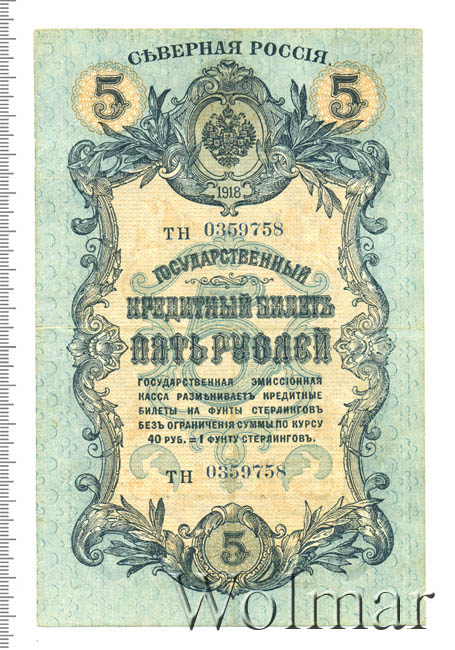 СѢВЕРНАЯ РОССІЯ.
5 5
1918
ТН 0359758
ГОСУДАРСТВЕННЫЙ
КРЕДИТНЫЙ БИЛЕТЪ
ПЯТЬ РУБЛЕЙ
ГОСУДАРСТВЕННАЯ ЭМИССІОННАЯ
КАССА РАЗМѢНИВАЕТЪ КРЕДИТНЫЕ
БИЛЕТЫ НА ФУНТЫ СТЕРЛИНГОВЪ
БЕЗЪ ОГРАНИЧЕНІЯ СУММЫ, ПО КУРСУ
40 РУБ. = 1 ФУНТУ СТЕРЛИНГОВЪ.
ТН 0359758
5
Wolmar